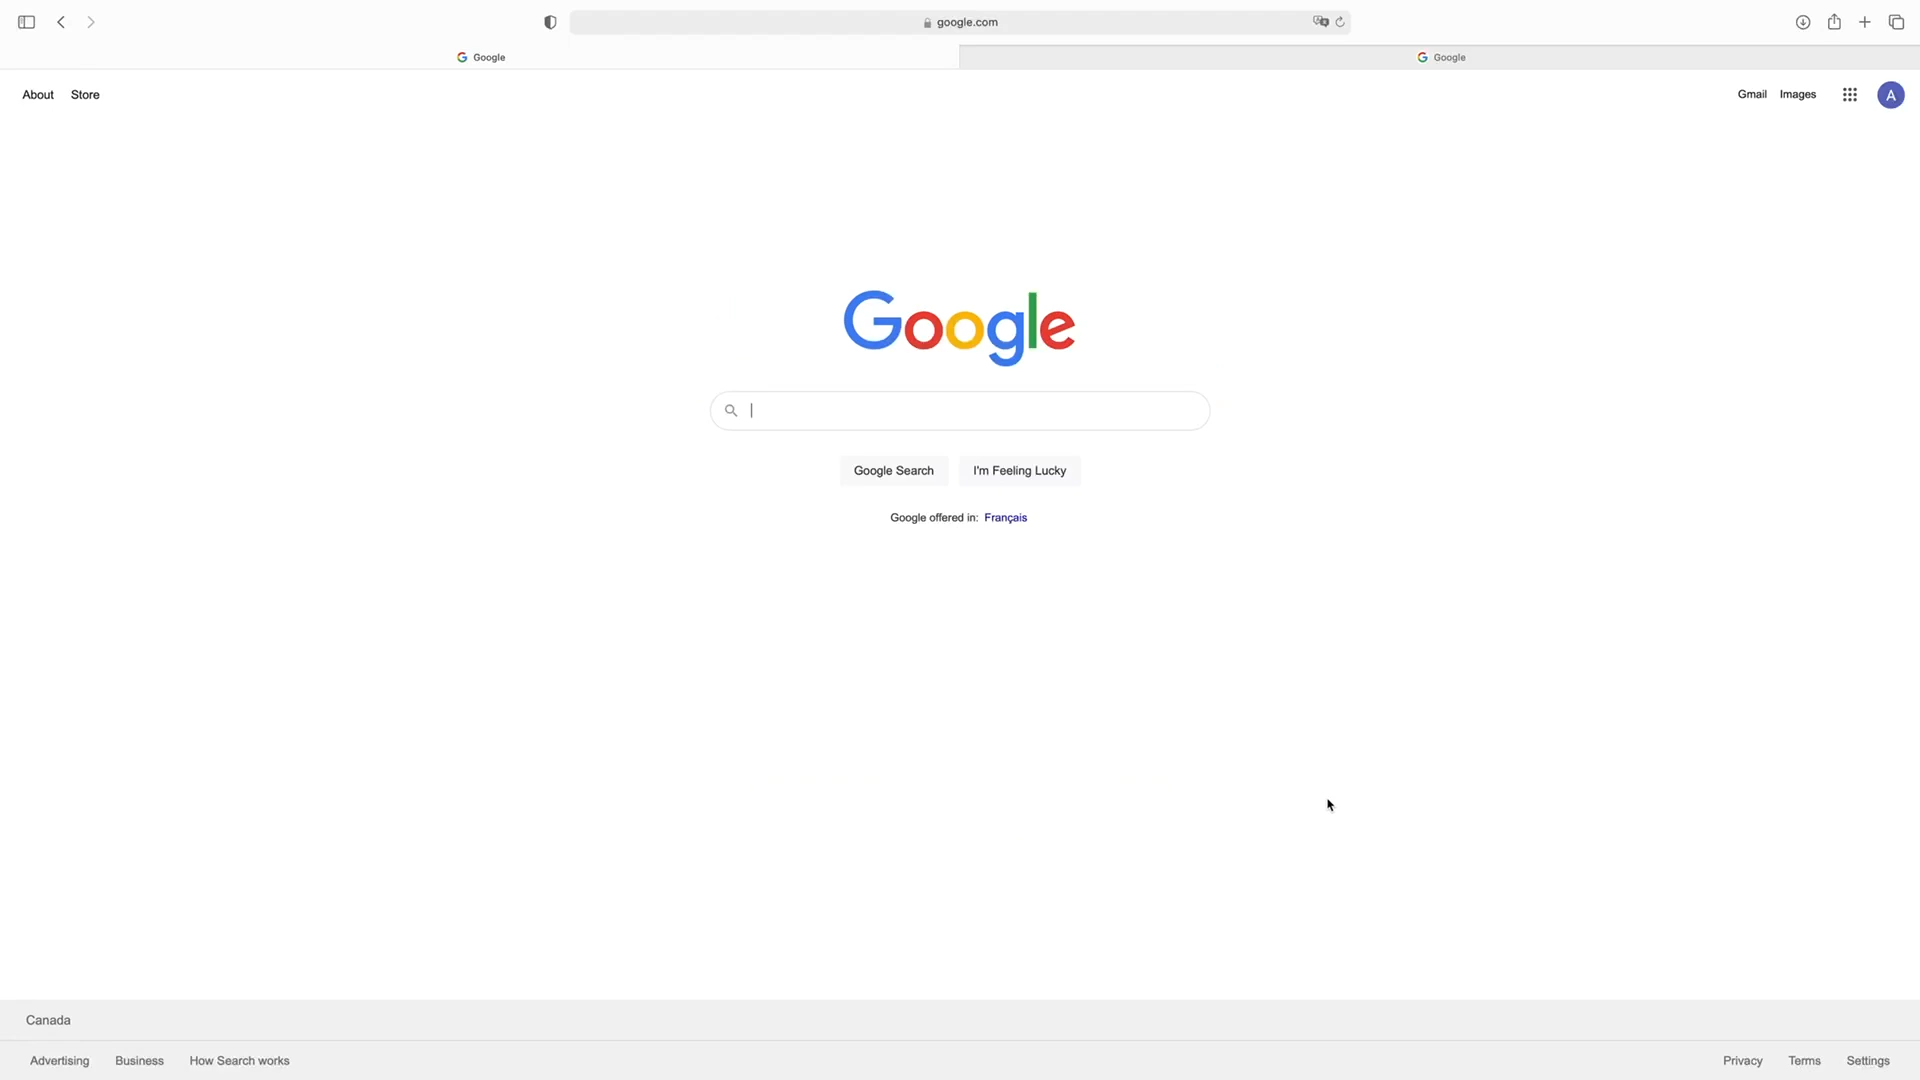 google.com
Google
Google
About
Store
Gmail
Images
A
Google
Google Search
I'm Feeling Lucky
Google offered in: Français
Canada
Advertising
Business
How Search works
Privacy
Terms
Settings